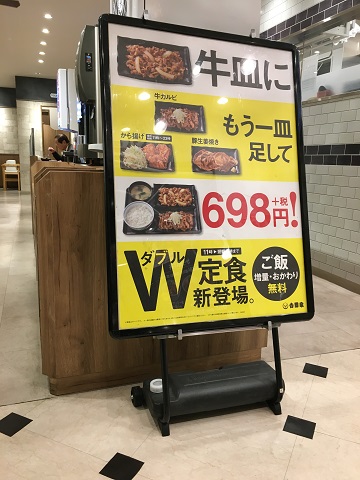 牛皿に
牛カルビ
もう一皿
足して
から揚げ
豚生姜焼き
698円!
+税
ダブル
W定食
新登場。
ご飯
増量・おかわり
無料
吉野家